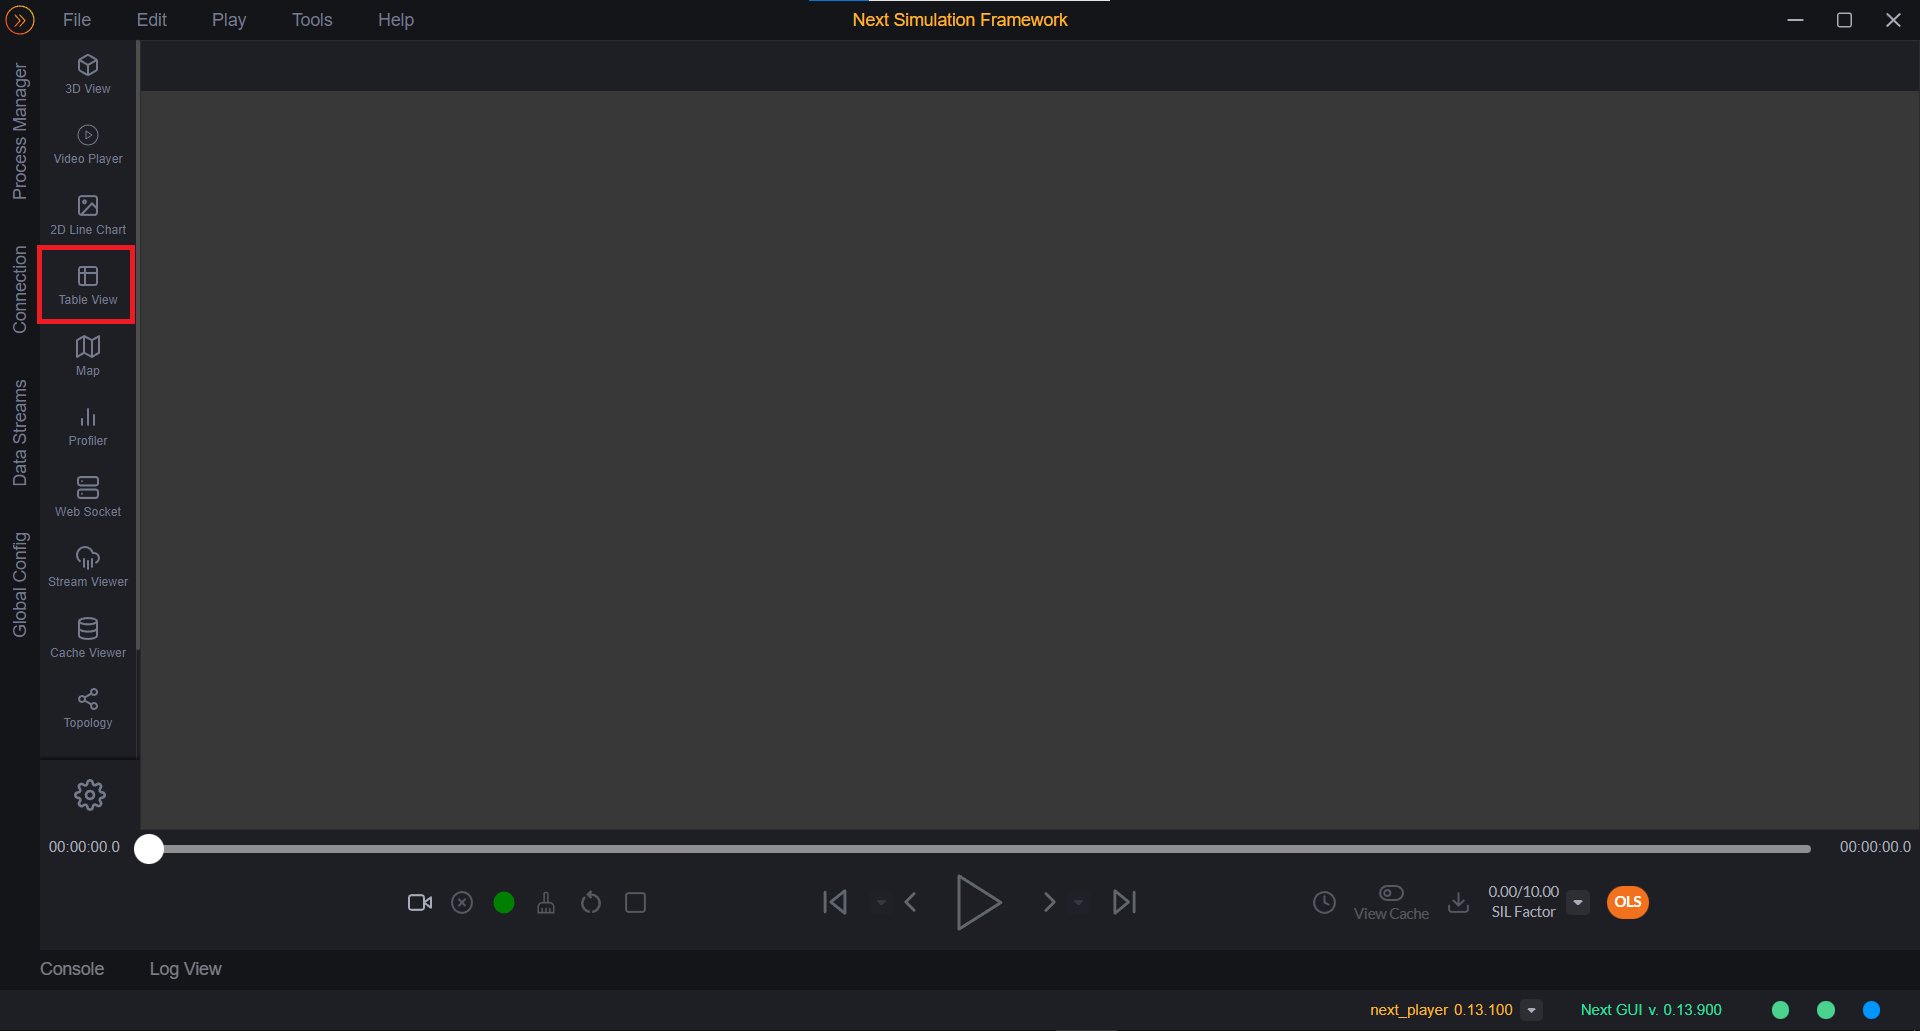 File Edit Play Tools Help
Next Simulation Framework
Process Manager
Connection
Data Streams
Global Config
3D View
Video Player
2D Line Chart
Table View
Map
Profiler
Web Socket
Stream Viewer
Cache Viewer
Topology
00:00:00.0
00:00:00.0
View Cache
0.00/10.00
SIL Factor
OLS
Console Log View
next_player 0.13.100 Next GUI v. 0.13.900